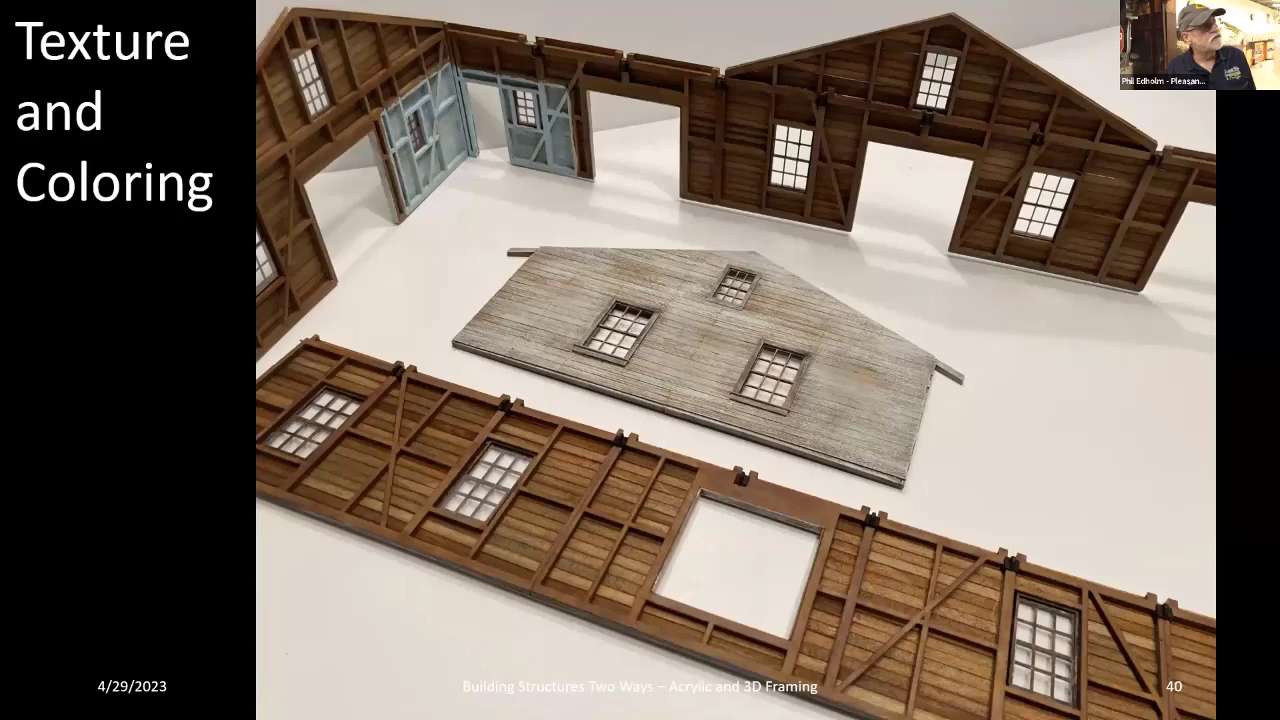 Texture
and
Coloring
Phil Edholm - Pleasan...
4/29/2023
Building Structures Two Ways – Acrylic and 3D Framing
40